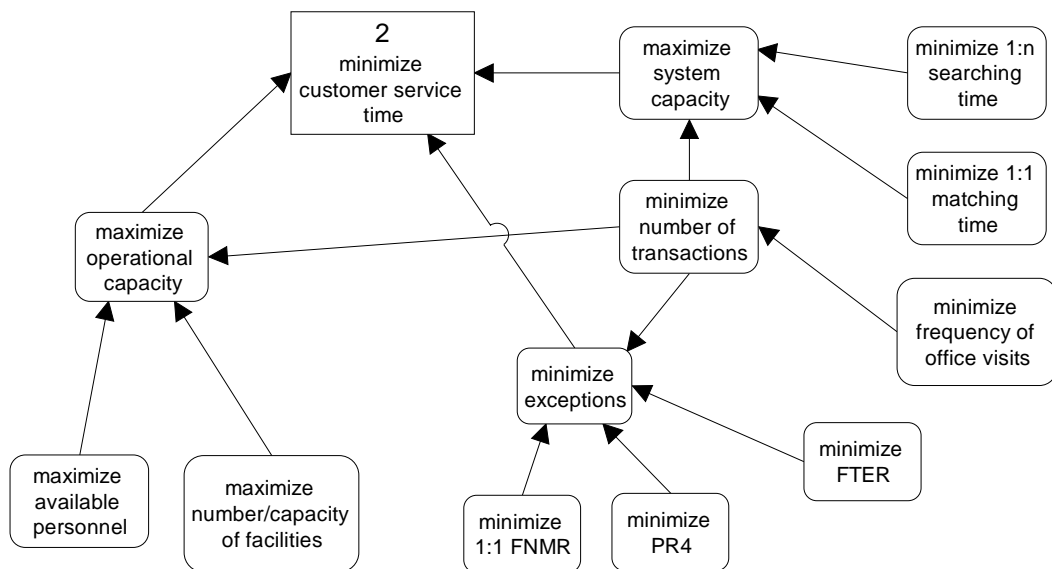 2
minimize
customer service
time
maximize
system
capacity
minimize 1:n
searching
time
minimize 1:1
matching
time
minimize
number of
transactions
maximize
operational
capacity
minimize
frequency of
office visits
minimize
exceptions
minimize
FTER
maximize
available
personnel
maximize
number/capacity
of facilities
minimize
1:1 FNMR
minimize
PR4